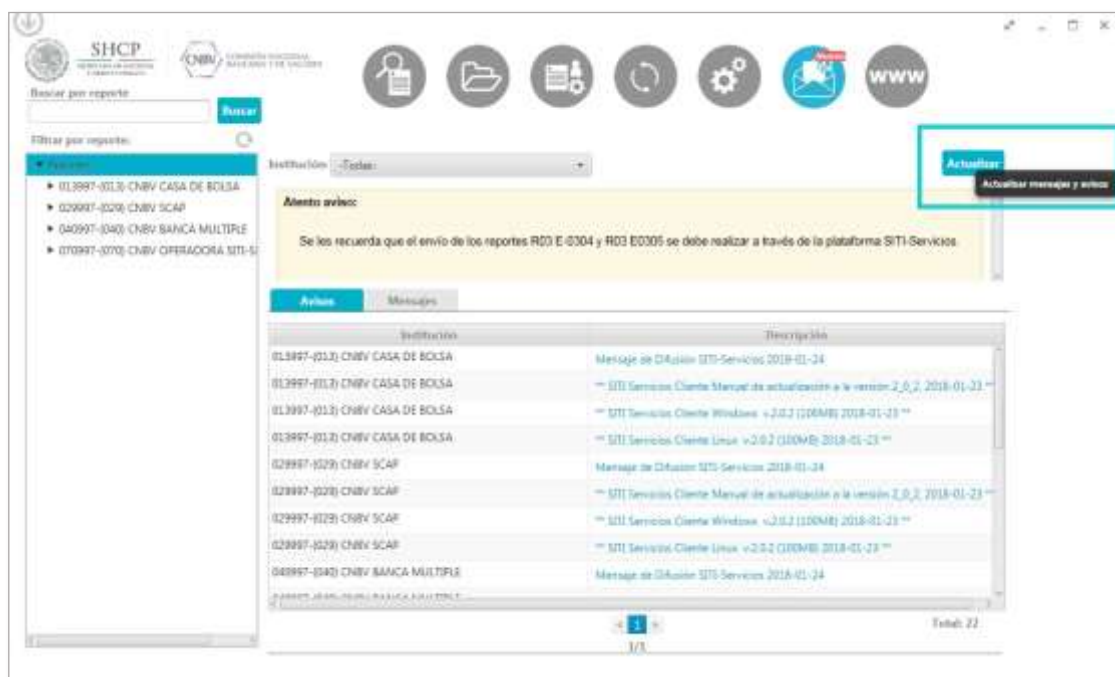 SHCP
CNBV
Nuevo
www
Buscar por reporte
Buscar
Filtrar por reporte:
Institución -Todas-
Actualizar
Actualizar mensajes y avisos
013997-(013) CNBV CASA DE BOLSA
029997-(029) CNBV SCAP
040997-(040) CNBV BANCA MULTIPLE
070997-(070) CNBV OPERADORA SITI-S
Atento aviso:
Se les recuerda que el envío de los reportes R03 E-0304 y R03 E0305 se debe realizar a través de la plataforma SITI-Servicios.
Avisos Mensajes
Institución Descripción
013997-(013) CNBV CASA DE BOLSA Mensaje de Difusión SITI-Servicios 2018-01-24
013997-(013) CNBV CASA DE BOLSA ** SITI Servicios Cliente Manual de actualización a la versión 2_0_2, 2018-01-23 **
013997-(013) CNBV CASA DE BOLSA ** SITI Servicios Cliente Windows v.2.0.2 (100MB) 2018-01-23 **
013997-(013) CNBV CASA DE BOLSA ** SITI Servicios Cliente Linux v.2.0.2 (100MB) 2018-01-23 **
029997-(029) CNBV SCAP Mensaje de Difusión SITI-Servicios 2018-01-24
029997-(029) CNBV SCAP ** SITI Servicios Cliente Manual de actualización a la versión 2_0_2, 2018-01-23 **
029997-(029) CNBV SCAP ** SITI Servicios Cliente Windows v.2.0.2 (100MB) 2018-01-23 **
029997-(029) CNBV SCAP ** SITI Servicios Cliente Linux v.2.0.2 (100MB) 2018-01-23 **
040997-(040) CNBV BANCA MULTIPLE Mensaje de Difusión SITI-Servicios 2018-01-24
1
1/1
Total: 22